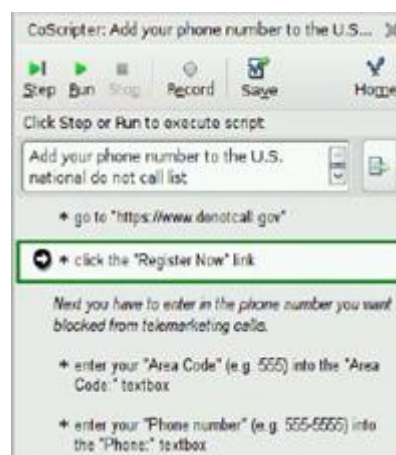 CoScripter: Add your phone number to the U.S...
Step Run Stop Record Save Home
Click Step or Run to execute script
Add your phone number to the U.S.
national do not call list
• go to "https://www.donotcall.gov"
• click the "Register Now" link
Next you have to enter in the phone number you want
blocked from telemarketing calls.
• enter your "Area Code" (e.g. 555) into the "Area
Code:" textbox
• enter your "Phone number" (e.g. 555-5555) into
the "Phone:" textbox